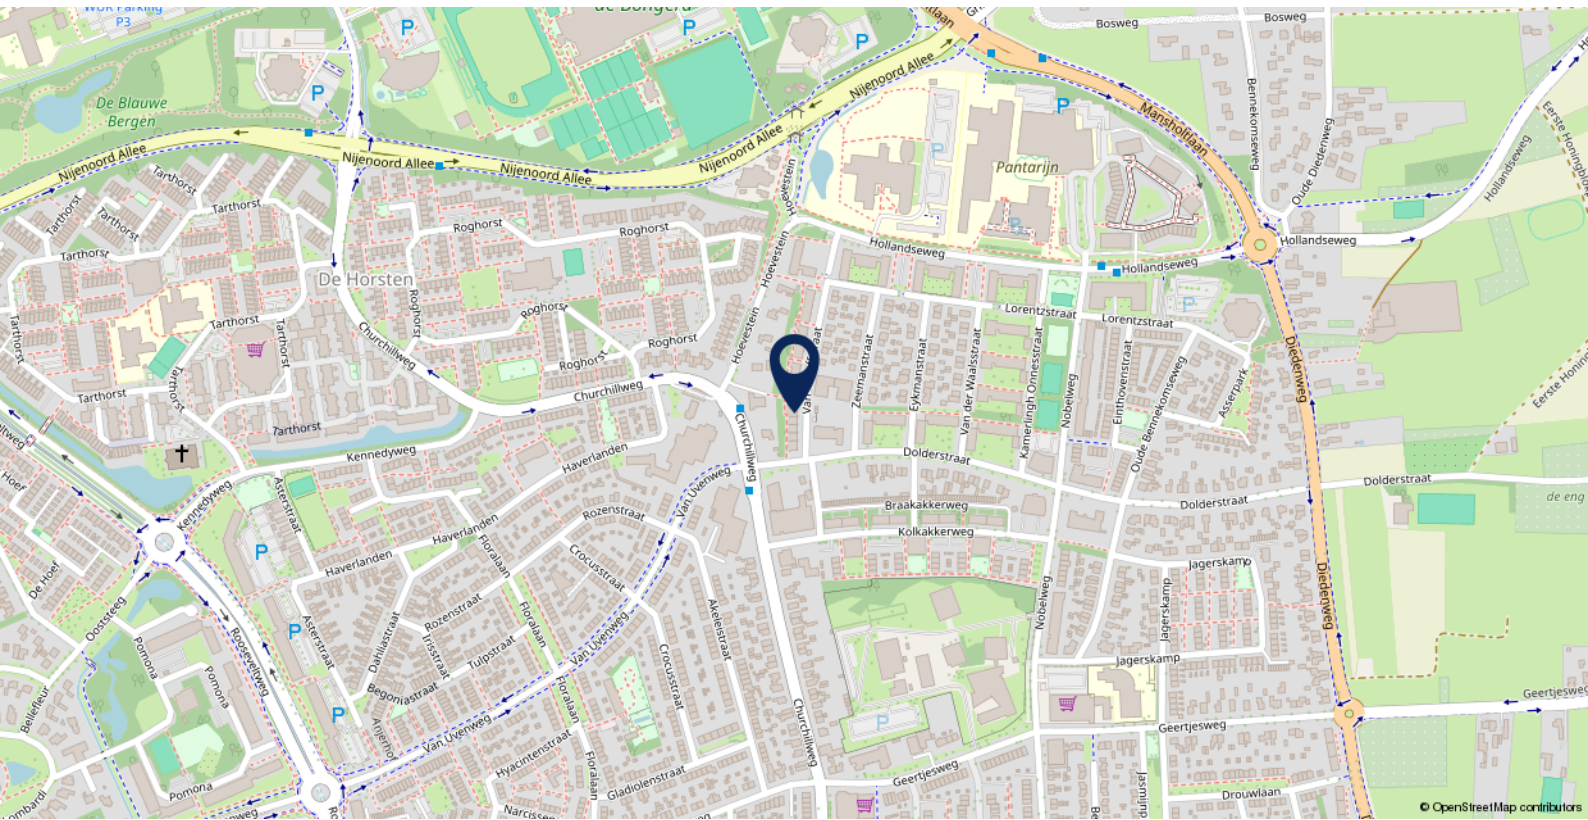 WUR Parking
P3
P
P
P
de Bongerd
Mansholtlaan
Bosweg
Bosweg
De Blauwe
Bergen
P
P
Nijenoord Allee
Nijenoord Allee
Nijenoord Allee
Nijenoord Allee
Nijenoord Allee
Bennekomseweg
Oude Diedenweg
Hollandseweg
Tarthorst
Tarthorst
Tarthorst
Tarthorst
Tarthorst
Tarthorst
Tarthorst
Tarthorst
Tarthorst
Tarthorst
Tarthorst
De Horsten
Roghorst
Roghorst
Roghorst
Roghorst
Roghorst
Roghorst
Hoevestein
Hoevestein
Hoevestein
Pantarijn
P
P
P
Hollandseweg
Hollandseweg
Hollandseweg
Lorentzstraat
Lorentzstraat
Zeemanstraat
Eykmanstraat
Van der Waalsstraat
Kamerlingh Onnesstraat
Nobelweg
Einthovenstraat
Oude Bennekomseweg
Asserpark
Diedenweg
Churchillweg
Churchillweg
Churchillweg
Kennedyweg
Kennedyweg
Haverlanden
Haverlanden
Haverlanden
Van Uvenweg
Dolderstraat
Dolderstraat
Dolderstraat
de eng
Braakakkerweg
Kolkakkerweg
De Hoef
Asterstraat
Asterstraat
P
P
P
Rozenstraat
Rozenstraat
Crocusstraat
Crocusstraat
Floralaan
Floralaan
Floralaan
Floralaan
Dahliastraat
Irisstraat
Tulpstraat
Begoniastraat
Akeleistraat
Van Uvenweg
Van Uvenweg
Hyacintenstraat
Gladiolenstraat
Ooststeeg
Rooseveltweg
Pomona
Pomona
Pomona
Bellefleur
Churchillweg
Nobelweg
Jagerskamp
Jagerskamp
Jagerskamp
Diedenweg
Geertjesweg
Geertjesweg
Geertjesweg
Drouwlaan
P
© OpenStreetMap contributors